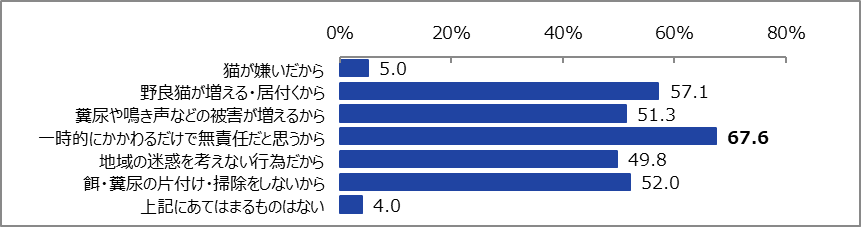 0% 20% 40% 60% 80%
猫が嫌いだから 5.0
野良猫が増える・居付くから 57.1
糞尿や鳴き声などの被害が増えるから 51.3
一時的にかかわるだけで無責任だと思うから 67.6
地域の迷惑を考えない行為だから 49.8
餌・糞尿の片付け・掃除をしないから 52.0
上記にあてはまるものはない 4.0